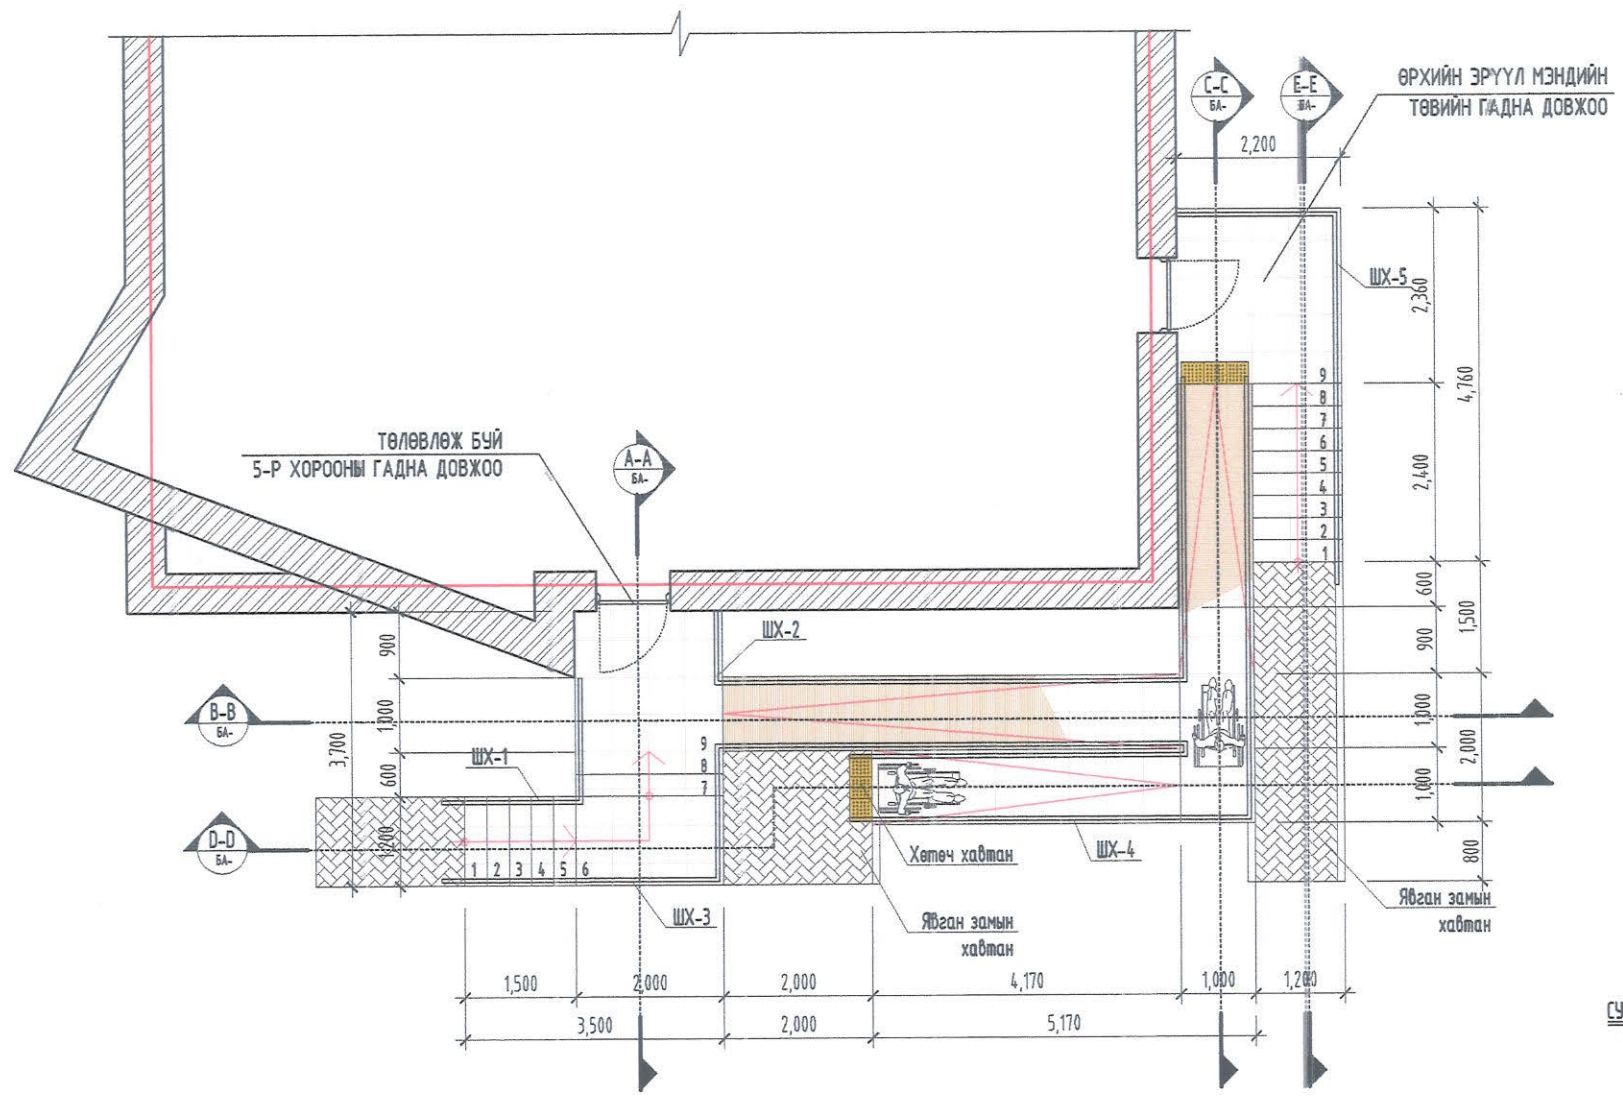 C-C
БА-
E-E
БА-
ӨРХИЙН ЭРҮҮЛ МЭНДИЙН
ТӨВИЙН ГАДНА ДОВЖОО
2,200
ШХ-5
2,360
4,760
ТӨЛӨВЛӨЖ БУЙ
5-Р ХОРООНЫ ГАДНА ДОВЖОО
A-A
БА-
9
8
7
6
5
4
3
2
1
2,400
600
1,500
900
1,000
2,000
1,000
800
ШХ-2
900
1,000
3,700
600
1,200
B-B
БА-
ШХ-1
9
8
7
D-D
БА-
1 2 3 4 5 6
ШХ-3
Хөтөч хавтан
ШХ-4
Явган замын
хавтан
Явган замын
хавтан
1,500 2,000 2,000 4,170 1,000 1,200
3,500 2,000 5,170
СУ